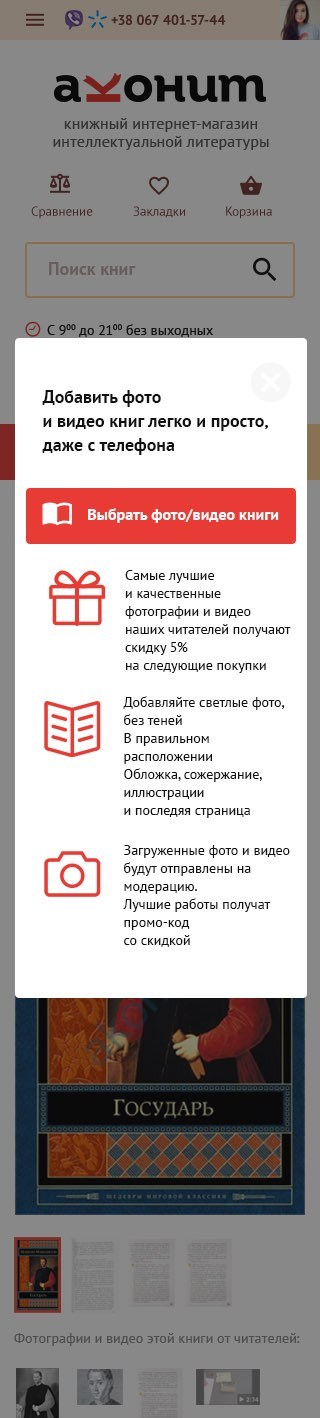 +38 067 401-57-44
аконит
книжный интернет-магазин
интеллектуальной литературы
Сравнение Закладки Корзина
Поиск книг
С 9⁰⁰ до 21⁰⁰ без выходных
Добавить фото
и видео книг легко и просто,
даже с телефона
Выбрать фото/видео книги
Самые лучшие
и качественные
фотографии и видео
наших читателей получают
скидку 5%
на следующие покупки
Добавляйте светлые фото,
без теней
В правильном
расположении
Обложка, сожержание,
иллюстрации
и последяя страница
Загруженные фото и видео
будут отправлены на
модерацию.
Лучшие работы получат
промо-код
со скидкой
Государь
ШЕДЕВРЫ МИРОВОЙ КЛАССИКИ
Государь
Фотографии и видео этой книги от читателей:
2:34